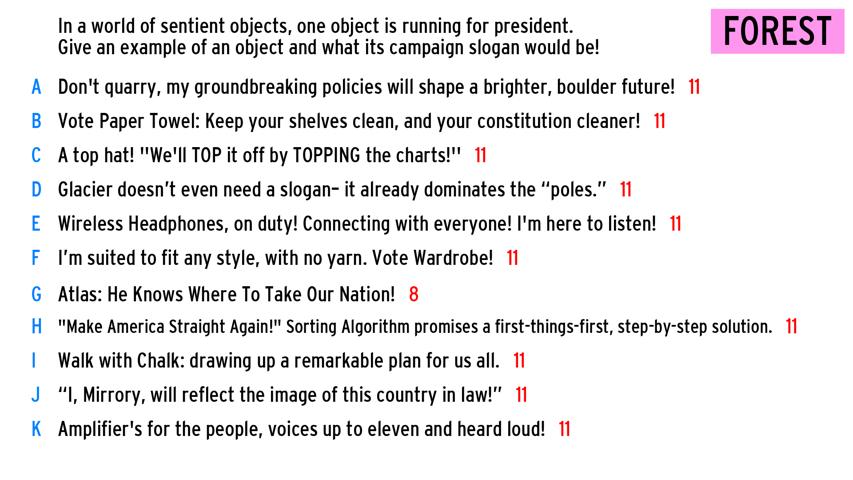 In a world of sentient objects, one object is running for president.
Give an example of an object and what its campaign slogan would be!
FOREST
A Don't quarry, my groundbreaking policies will shape a brighter, boulder future! 11
B Vote Paper Towel: Keep your shelves clean, and your constitution cleaner! 11
C A top hat! "We'll TOP it off by TOPPING the charts!" 11
D Glacier doesn’t even need a slogan– it already dominates the “poles.” 11
E Wireless Headphones, on duty! Connecting with everyone! I'm here to listen! 11
F I’m suited to fit any style, with no yarn. Vote Wardrobe! 11
G Atlas: He Knows Where To Take Our Nation! 8
H "Make America Straight Again!" Sorting Algorithm promises a first-things-first, step-by-step solution. 11
I Walk with Chalk: drawing up a remarkable plan for us all. 11
J “I, Mirrory, will reflect the image of this country in law!” 11
K Amplifier's for the people, voices up to eleven and heard loud! 11